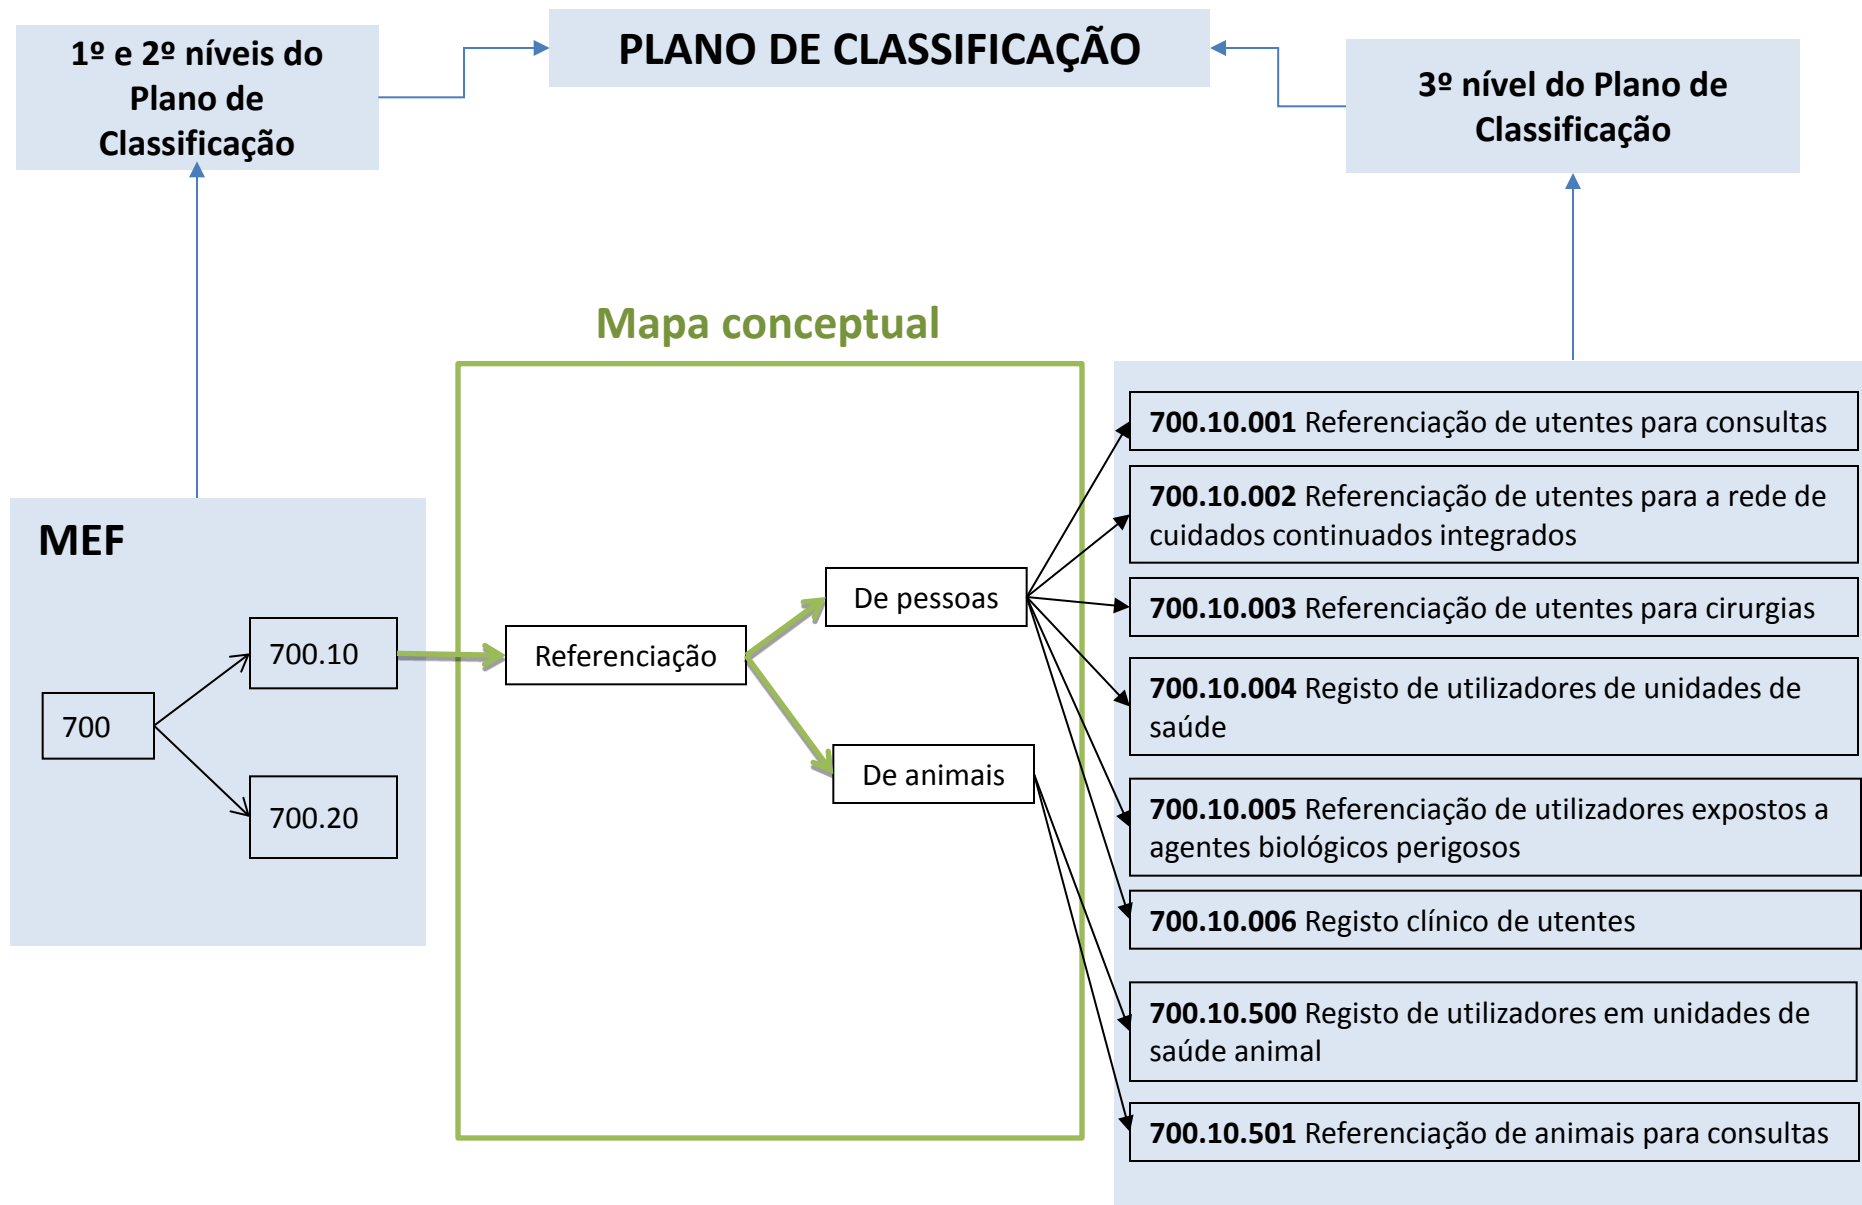 1º e 2º níveis do
Plano de
Classificação
PLANO DE CLASSIFICAÇÃO
3º nível do Plano de
Classificação
Mapa conceptual
MEF
700
700.10
700.20
Referenciação
De pessoas
De animais
700.10.001 Referenciação de utentes para consultas
700.10.002 Referenciação de utentes para a rede de
cuidados continuados integrados
700.10.003 Referenciação de utentes para cirurgias
700.10.004 Registo de utilizadores de unidades de
saúde
700.10.005 Referenciação de utilizadores expostos a
agentes biológicos perigosos
700.10.006 Registo clínico de utentes
700.10.500 Registo de utilizadores em unidades de
saúde animal
700.10.501 Referenciação de animais para consultas